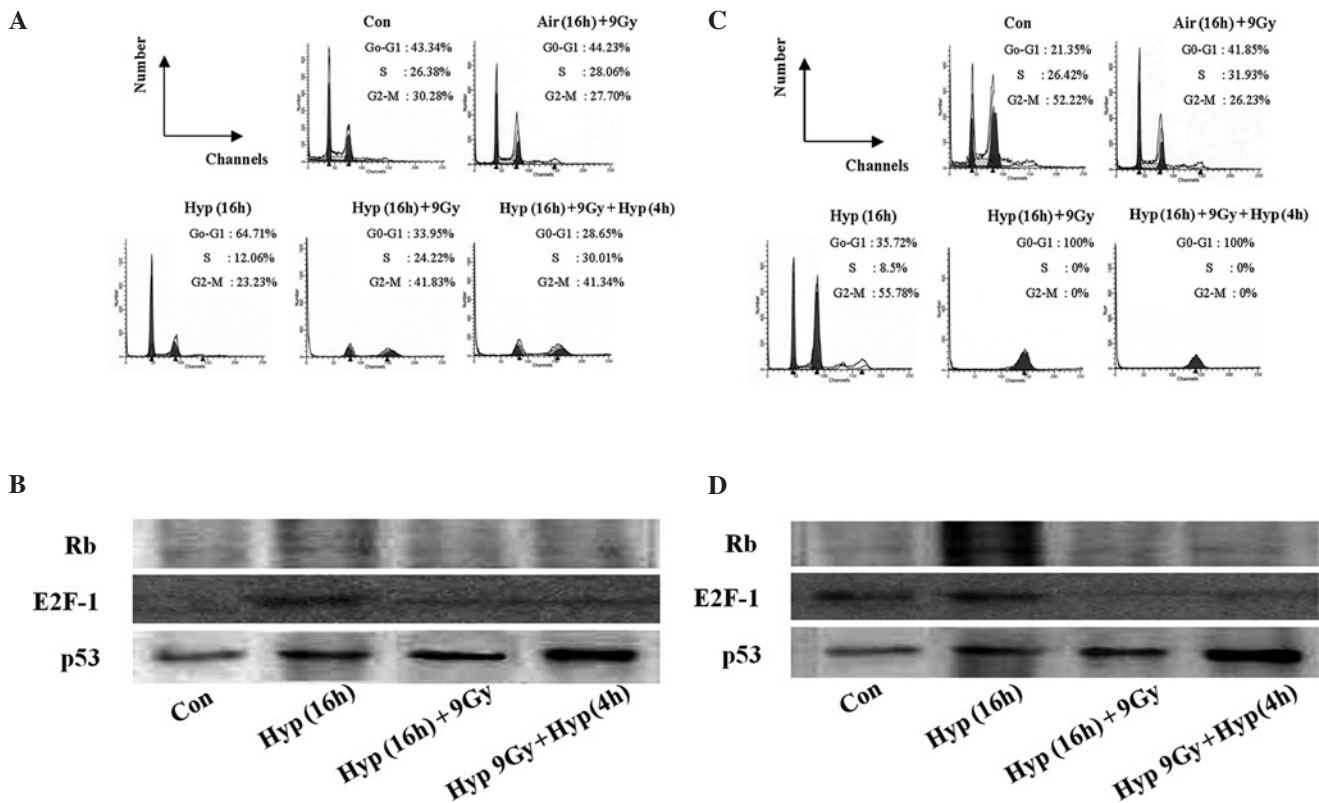 A
Number
Channels
Con
Go-G1 : 43.34%
S : 26.38%
G2-M : 30.28%
Air (16h) + 9Gy
G0-G1 : 44.23%
S : 28.06%
G2-M : 27.70%
Hyp (16h)
Go-G1 : 64.71%
S : 12.06%
G2-M : 23.23%
Hyp (16h) + 9Gy
G0-G1 : 33.95%
S : 24.22%
G2-M : 41.83%
Hyp (16h) + 9Gy + Hyp (4h)
G0-G1 : 28.65%
S : 30.01%
G2-M : 41.34%
C
Number
Channels
Con
Go-G1 : 21.35%
S : 26.42%
G2-M : 52.22%
Air (16h) + 9Gy
G0-G1 : 41.85%
S : 31.93%
G2-M : 26.23%
Hyp (16h)
Go-G1 : 35.72%
S : 8.5%
G2-M : 55.78%
Hyp (16h) + 9Gy
G0-G1 : 100%
S : 0%
G2-M : 0%
Hyp (16h) + 9Gy + Hyp (4h)
G0-G1 : 100%
S : 0%
G2-M : 0%
B
Rb
E2F-1
p53
Con
Hyp (16h)
Hyp (16h) + 9Gy
Hyp 9Gy + Hyp (4h)
D
Rb
E2F-1
p53
Con
Hyp (16h)
Hyp (16h) + 9Gy
Hyp 9Gy + Hyp (4h)